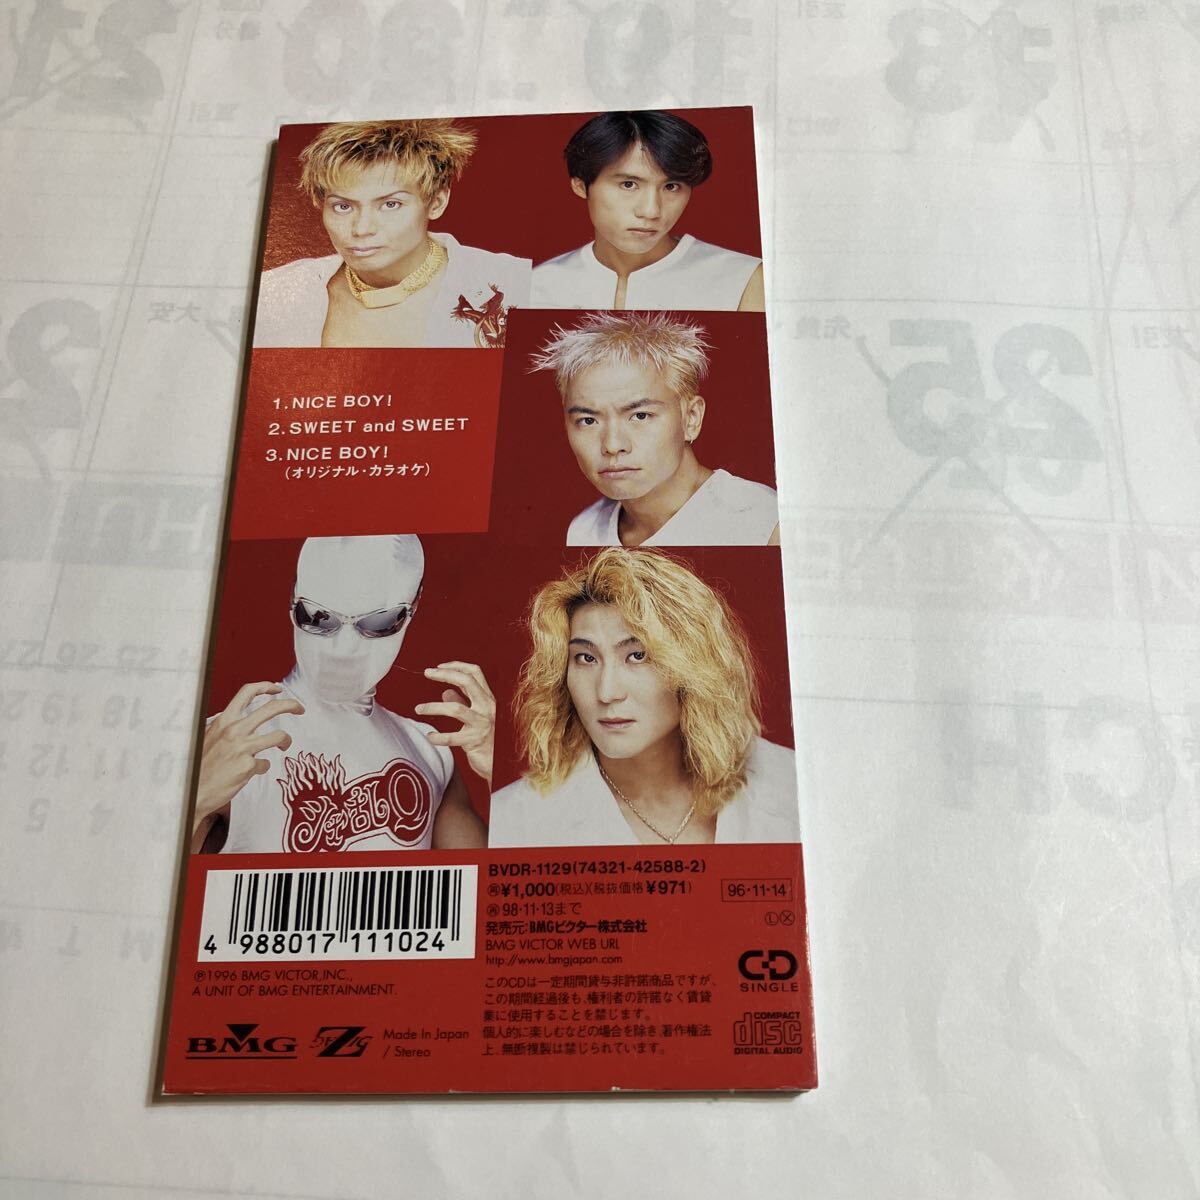 1. NICE BOY!
2. SWEET and SWEET
3. NICE BOY!
(オリジナル・カラオケ)
シャ乱Q
4 988017 111024
BVDR-1129(74321-42588-2)
再¥1,000(税込)(税抜価格¥971)
再98・11・13まで
発売元:BMGビクター株式会社
BMG VICTOR WEB URL
http://www.bmgjapan.com
96・11・14
Ⓛ Ⓧ
℗1996 BMG VICTOR, INC.,
A UNIT OF BMG ENTERTAINMENT.
このCDは一定期間貸与非許諾商品ですが、
この期間経過後も、権利者の許諾なく賃貸
業に使用することを禁じます。
個人的に楽しむなどの場合を除き、著作権法
上、無断複製は禁じられています。
CD
SINGLE
COMPACT
disc
DIGITAL AUDIO
BMG
Made In Japan
/ Stereo